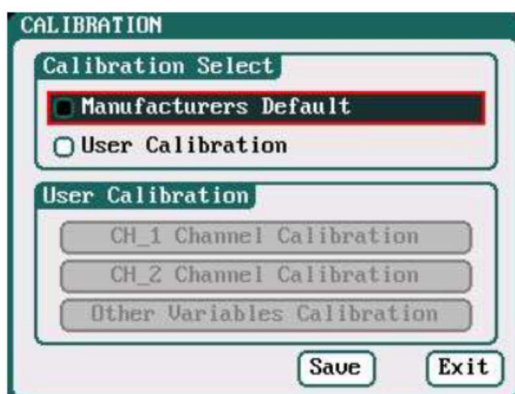 CALIBRATION
Calibration Select
Manufacturers Default
User Calibration
User Calibration
CH_1 Channel Calibration
CH_2 Channel Calibration
Other Variables Calibration
Save
Exit